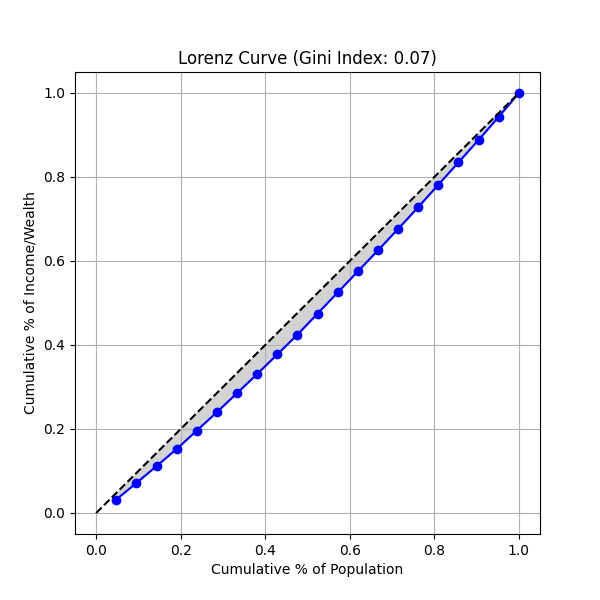 Lorenz Curve (Gini Index: 0.07)
Cumulative % of Income/Wealth
1.0
0.8
0.6
0.4
0.2
0.0
0.0 0.2 0.4 0.6 0.8 1.0
Cumulative % of Population